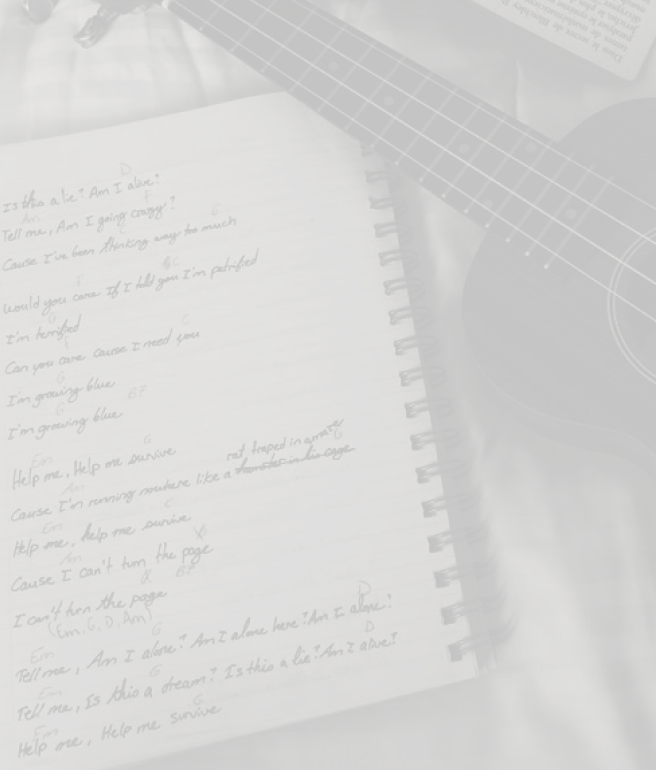 D
Is this a lie? Am I alive?
Am F
Tell me, Am I going crazy?
G
Cause I've been thinking way too much
F C
Would you care If I told you I'm petrified
G
I'm terrified
C
Can you care cause I need you
G
I'm growing blue
G
I'm growing blue
Em G
Help me, Help me survive
rat traped in a maze
Am G
Cause I'm running nowhere like a hamster in his cage
Em C
Help me, help me survive
Am
Cause I can't turn the page
I can't turn the page
(Em, G, D, Am)
Em G D
Tell me, Am I alone? Am I alone here? Am I alone?
Em G D
Tell me, Is this a dream? Is this a lie? Am I alive?
Em G
Help me, Help me survive